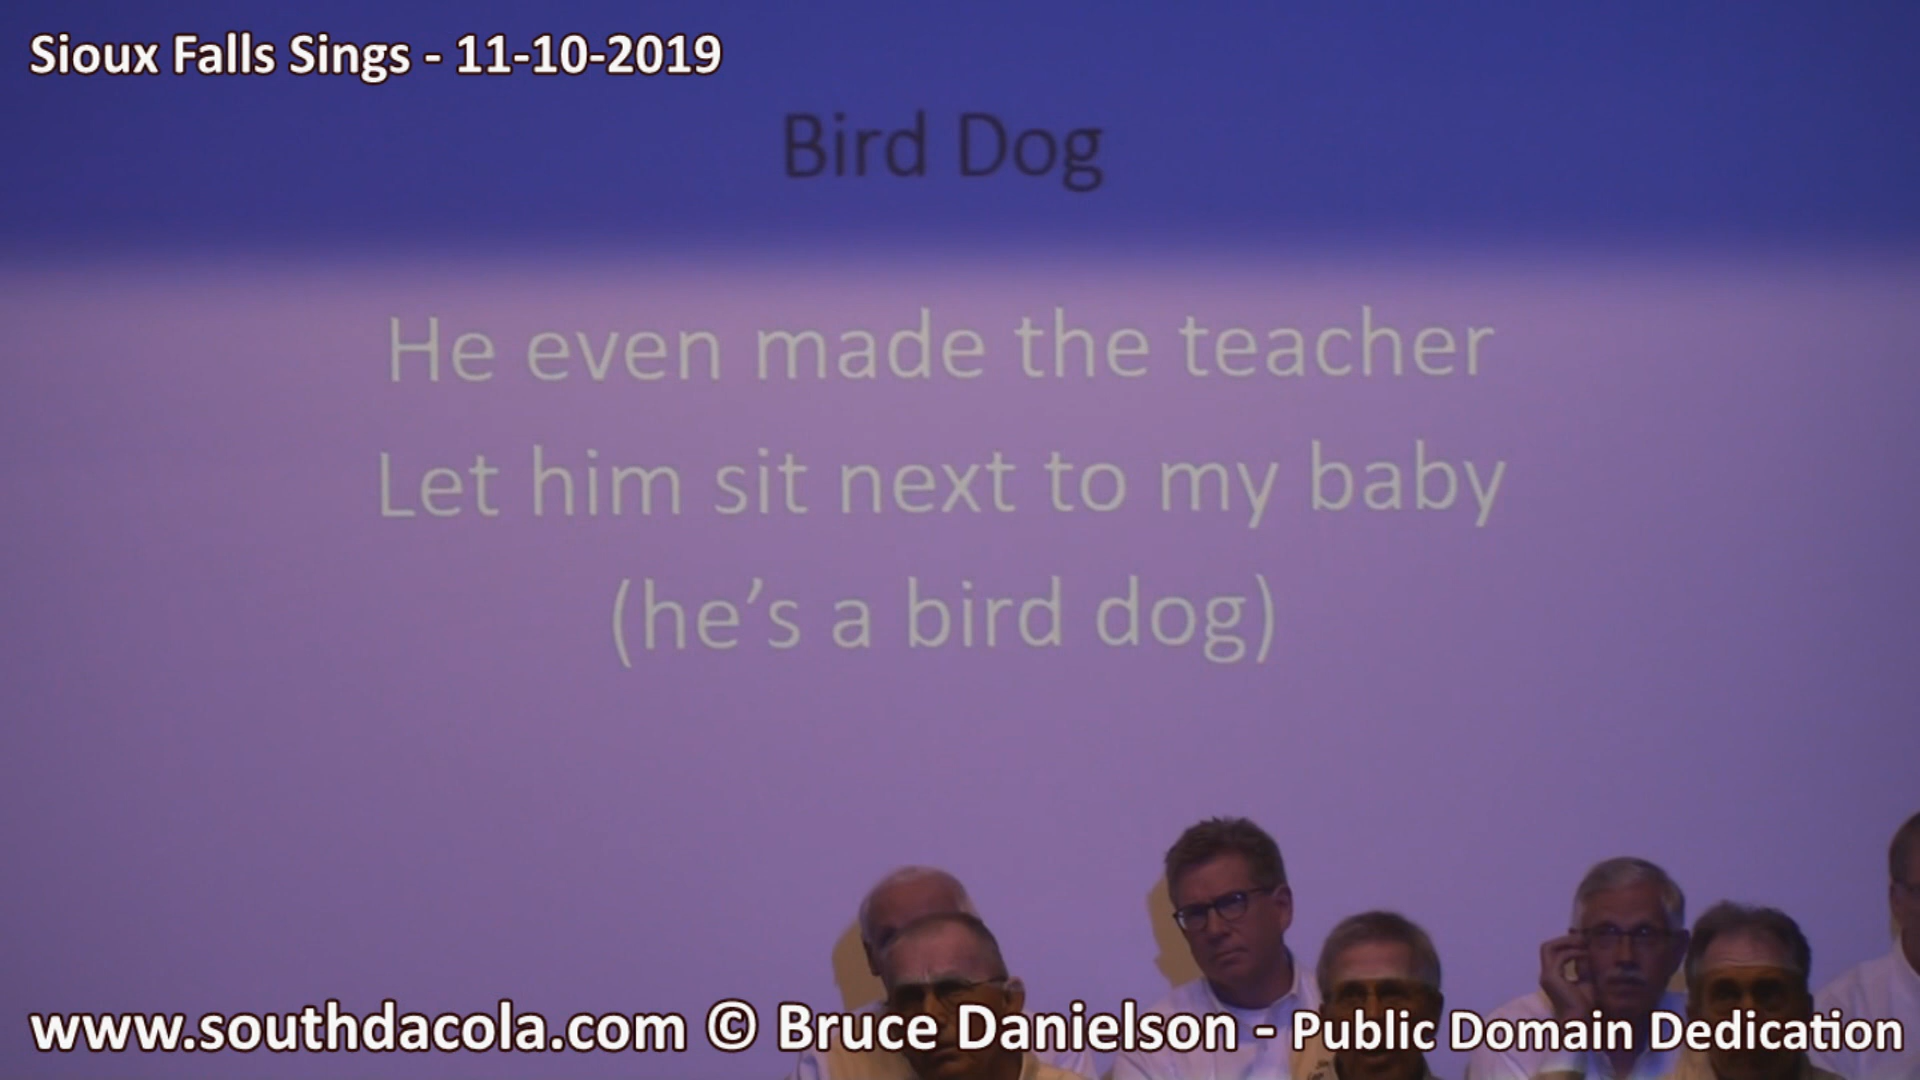 Sioux Falls Sings - 11-10-2019
Bird Dog
He even made the teacher
Let him sit next to my baby
(he’s a bird dog)
www.southdacola.com © Bruce Danielson - Public Domain Dedication